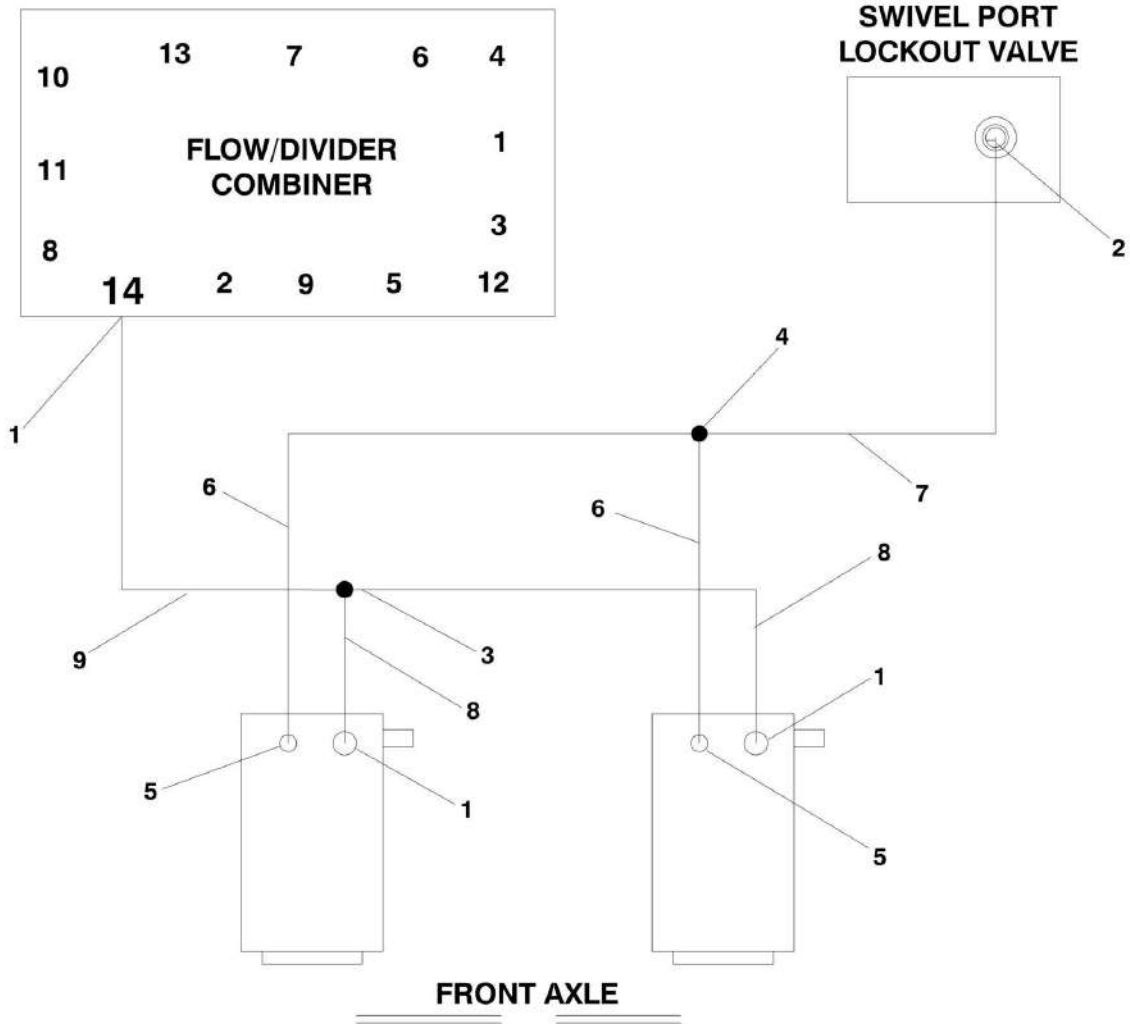 SWIVEL PORT
LOCKOUT VALVE
13 7 6 4
10
1
FLOW/DIVIDER
COMBINER
11
3
8
14 2 9 5 12
2
4
1
6
6
7
8
9
3
8
1
5
1
5
FRONT AXLE